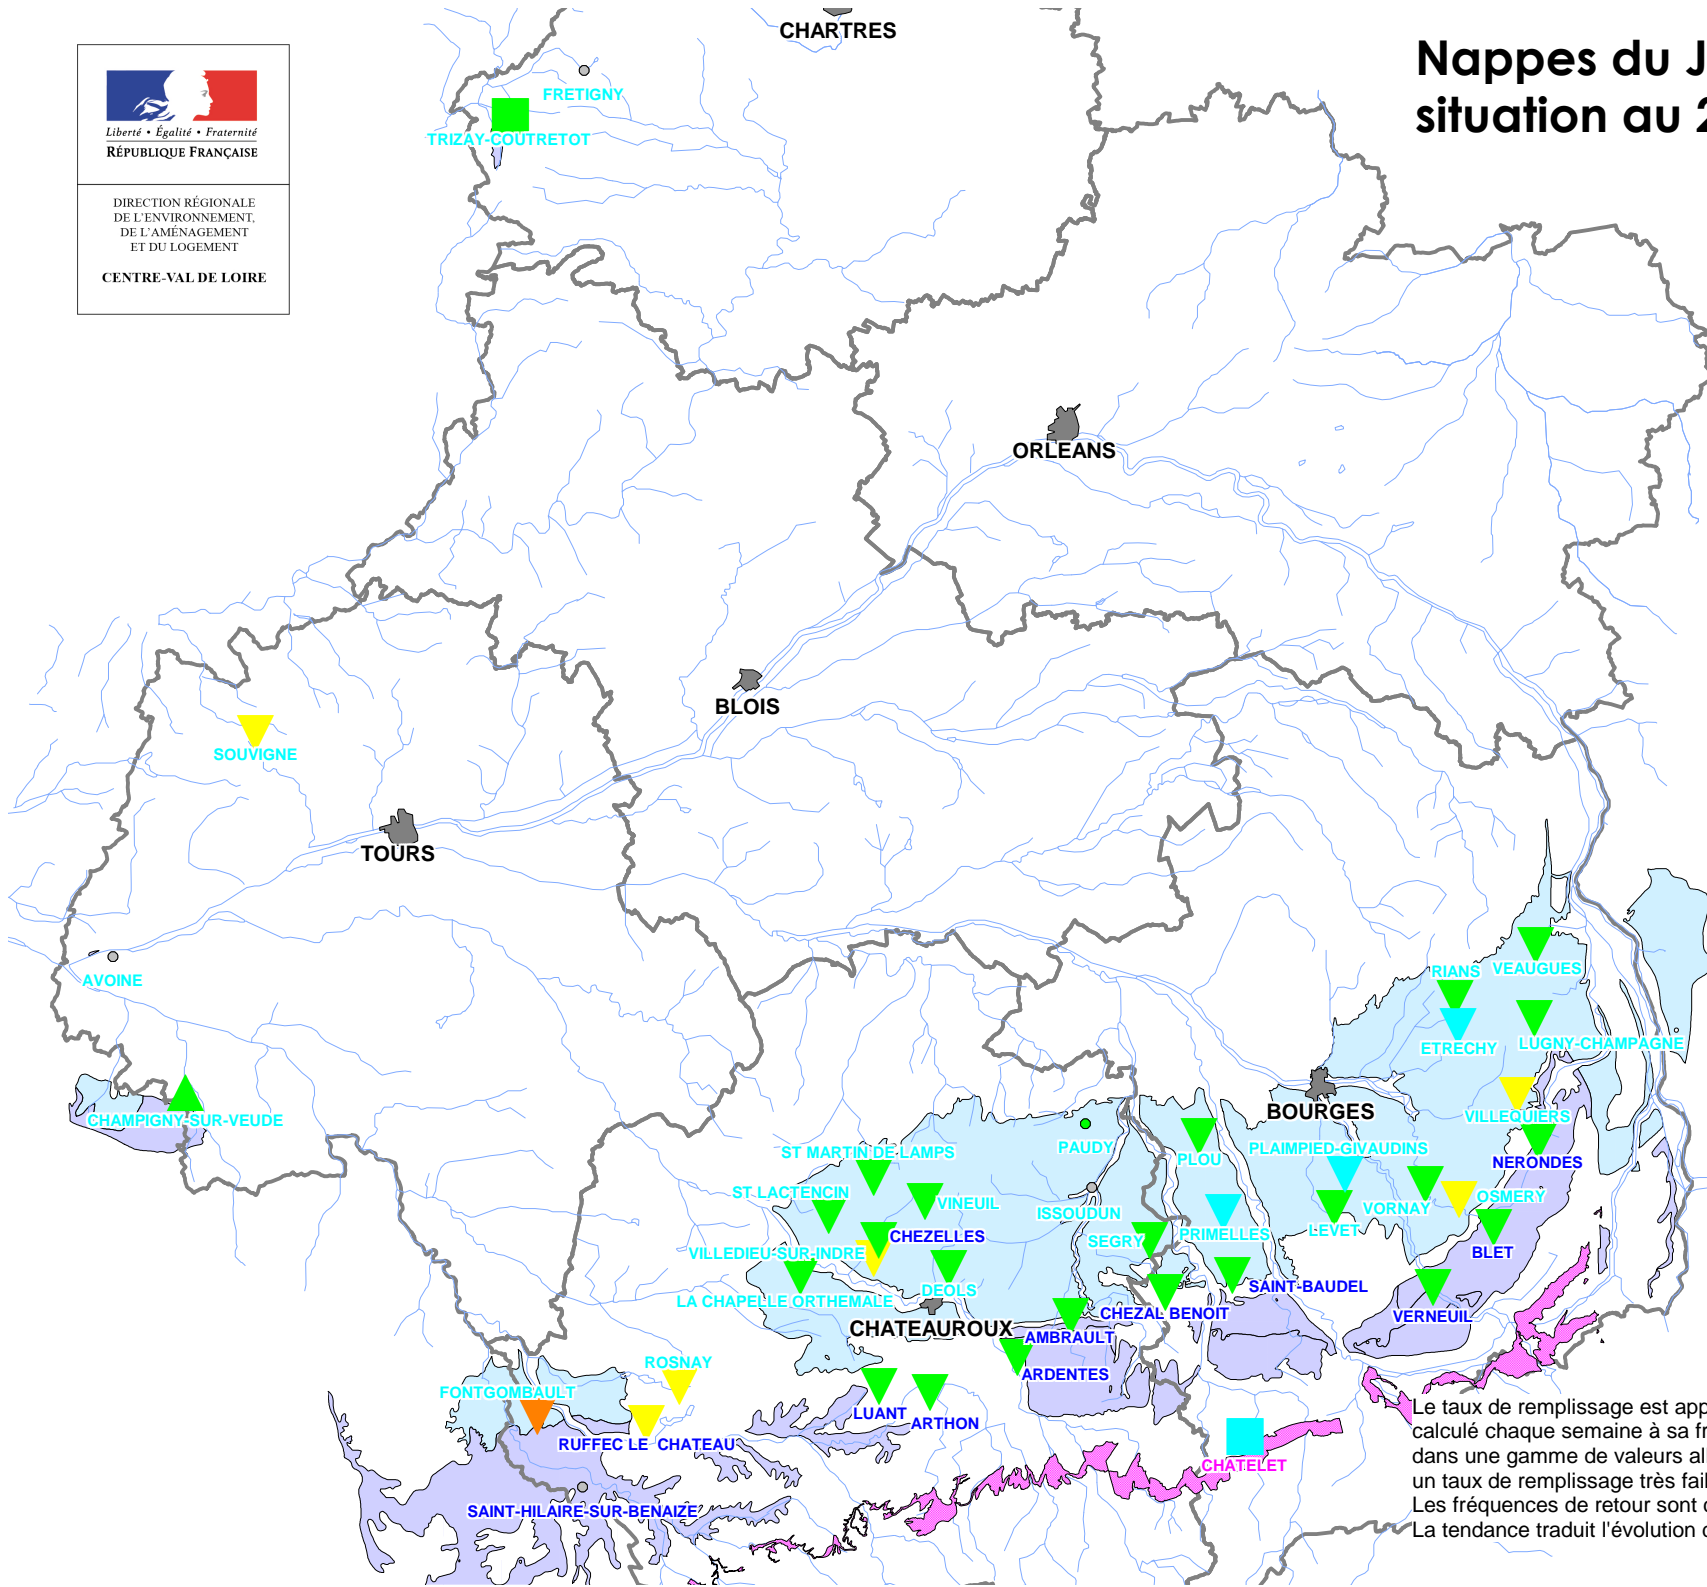 CHARTRES
Nappes du J
situation au 2
FRETIGNY
TRIZAY-COUTRETOT
Liberté • Égalité • Fraternité
RÉPUBLIQUE FRANÇAISE
DIRECTION RÉGIONALE
DE L'ENVIRONNEMENT,
DE L'AMÉNAGEMENT
ET DU LOGEMENT
CENTRE-VAL DE LOIRE
ORLEANS
BLOIS
SOUVIGNE
TOURS
AVOINE
RIANS
VEAUGUES
ETRECHY
LUGNY-CHAMPAGNE
BOURGES
VILLEQUIERS
CHAMPIGNY-SUR-VEUDE
PAUDY
ST MARTIN DE LAMPS
PLOU
PLAIMPIED-GIVAUDINS
NERONDES
ST LACTENCIN
VINEUIL
ISSOUDUN
VORNAY
OSMERY
CHEZELLES
SEGRY
PRIMELLES
LEVET
VILLEDIEU-SUR-INDRE
BLET
DEOLS
SAINT-BAUDEL
LA CHAPELLE ORTHEMALE
CHEZAL BENOIT
VERNEUIL
CHATEAUROUX
AMBRAULT
ROSNAY
ARDENTES
FONTGOMBAULT
LUANT
ARTHON
RUFFEC LE CHATEAU
CHATELET
SAINT-HILAIRE-SUR-BENAIZE
Le taux de remplissage est app
calculé chaque semaine à sa fr
dans une gamme de valeurs all
un taux de remplissage très fail
Les fréquences de retour sont c
La tendance traduit l'évolution d